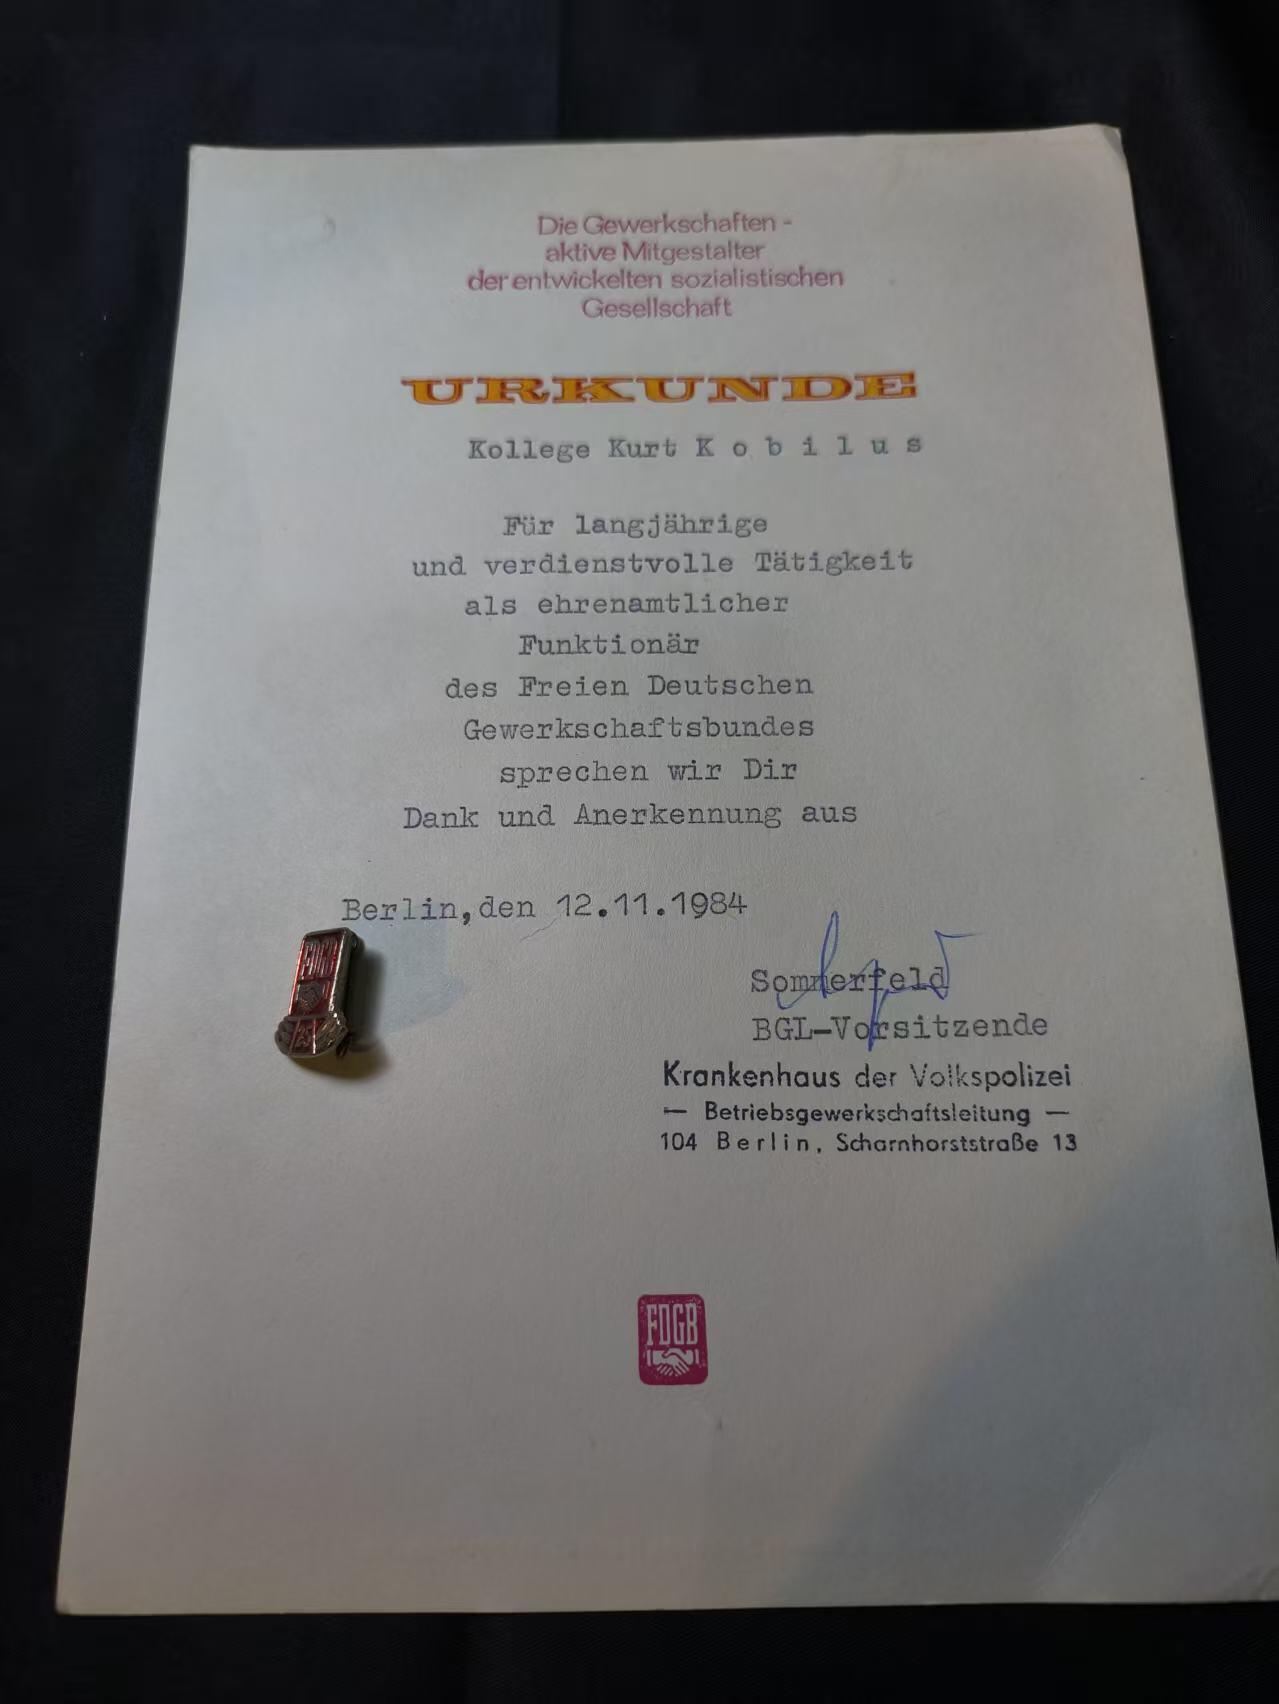 Die Gewerkschaften -
aktive Mitgestalter
der entwickelten sozialistischen
Gesellschaft
URKUNDE
Kollege Kurt K o b i l u s
Für langjährige
und verdienstvolle Tätigkeit
als ehrenamtlicher
Funktionär
des Freien Deutschen
Gewerkschaftsbundes
sprechen wir Dir
Dank und Anerkennung aus
Berlin,den 12.11.1984
FDGB
25
Sommerfeld
BGL-Vorsitzende
Krankenhaus der Volkspolizei
— Betriebsgewerkschaftsleitung —
104 Berlin, Scharnhorststraße 13
FDGB